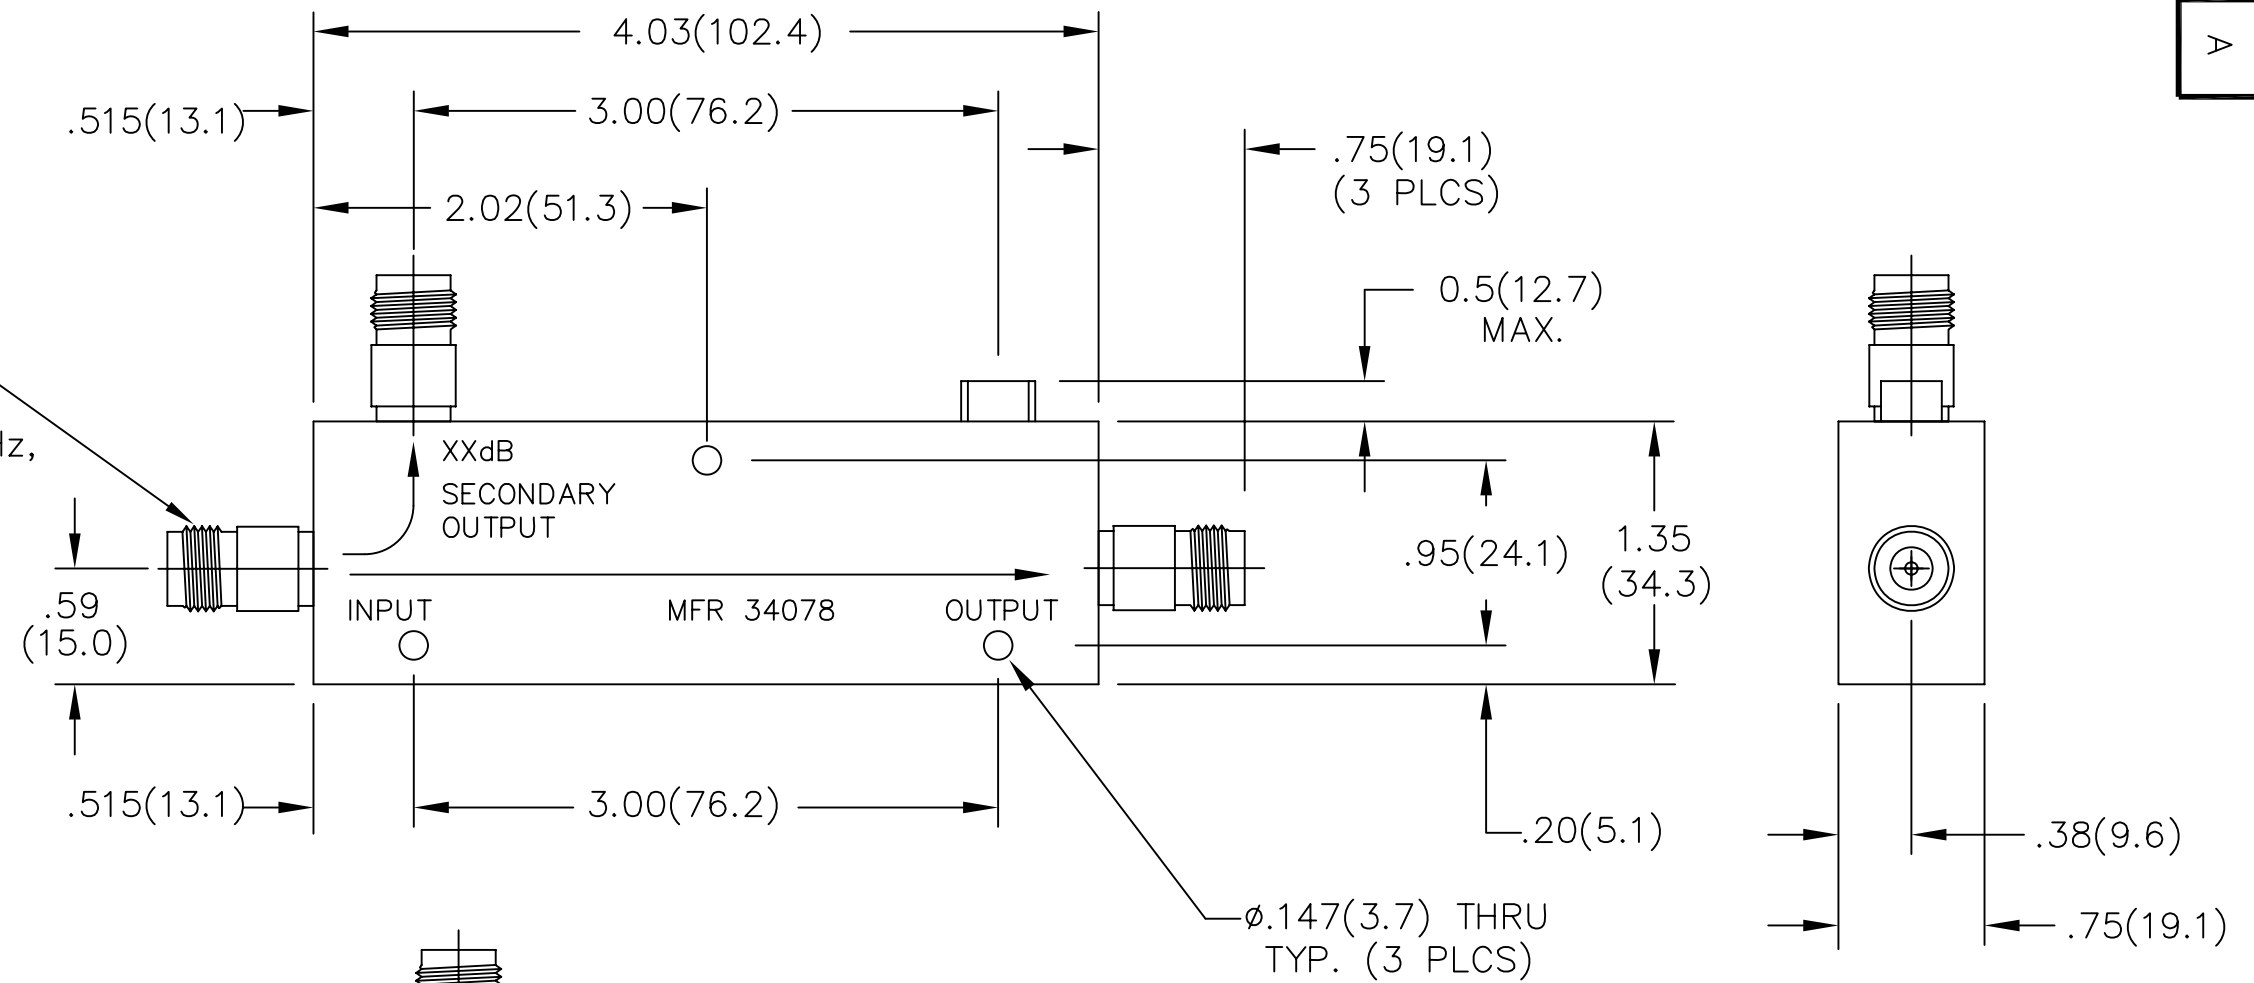 4.03(102.4)
A
.515(13.1)
3.00(76.2)
.75(19.1)
(3 PLCS)
2.02(51.3)
0.5(12.7)
MAX.
Hz,
XXdB
SECONDARY
OUTPUT
.95(24.1)
1.35
(34.3)
.59
(15.0)
INPUT
MFR 34078
OUTPUT
.515(13.1)
3.00(76.2)
.20(5.1)
.38(9.6)
ø.147(3.7) THRU
TYP. (3 PLCS)
.75(19.1)